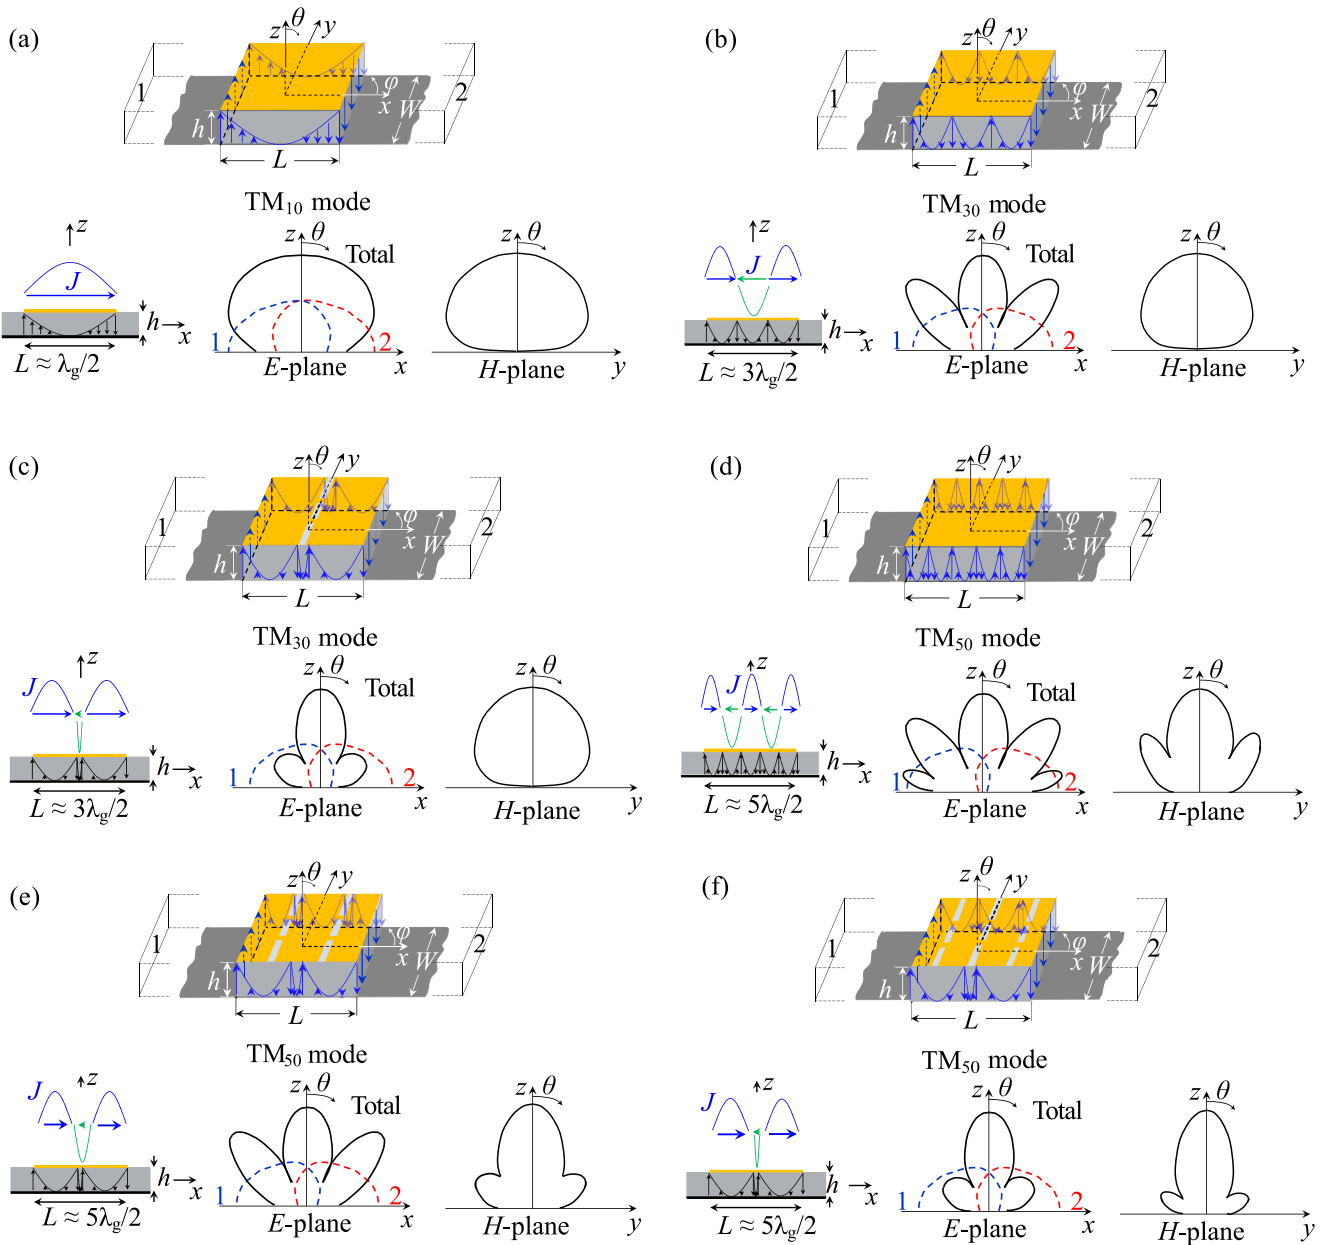 (a)
z θ y
1 2
φ
x
W
h
L
TM10 mode
z
J
h
x
L ≈ λg/2
z θ
Total
1 2
E-plane x
z θ
H-plane y
(b)
z θ y
1 2
φ
x
W
h
L
TM30 mode
z
J
h
x
L ≈ 3λg/2
z θ
Total
1 2
E-plane x
z θ
H-plane y
(c)
z θ y
1 2
φ
x
W
h
L
TM30 mode
z
J
h
x
L ≈ 3λg/2
z θ
Total
1 2
E-plane x
z θ
H-plane y
(d)
z θ y
1 2
φ
x
W
h
L
TM50 mode
z
J
h
x
L ≈ 5λg/2
z θ
Total
1 2
E-plane x
z θ
H-plane y
(e)
z θ y
1 2
φ
x
W
h
L
TM50 mode
z
J
h
x
L ≈ 5λg/2
z θ
Total
1 2
E-plane x
z θ
H-plane y
(f)
z θ y
1 2
φ
x
W
h
L
TM50 mode
z
J
h
x
L ≈ 5λg/2
z θ
Total
1 2
E-plane x
z θ
H-plane y